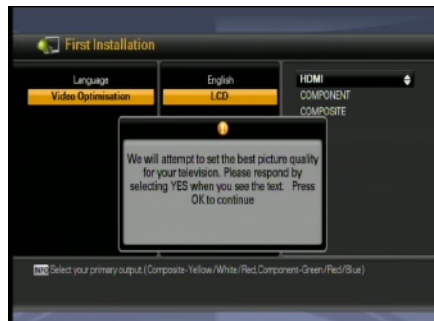 First Installation
Language English HDMI
Video Optimisation LCD COMPONENT
COMPOSITE
We will attempt to set the best picture quality
for your television. Please respond by
selecting YES when you see the text. Press
OK to continue
INFO Select your primary output.(Composite-Yellow/White/Red,Component-Green/Red/Blue)